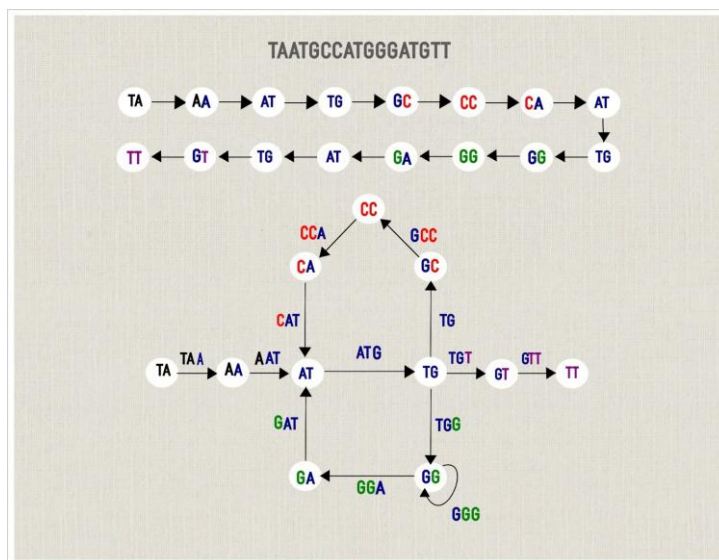 TAATGCCATGGGATGTT
TA AA AT TG GC CC CA AT
TT GT TG AT GA GG GG TG
CC
CCA GCC
CA GC
CAT TG
TAA AAT ATG TGT GTT
TA AA AT TG GT TT
GAT TGG
GA GGA GG
GGG